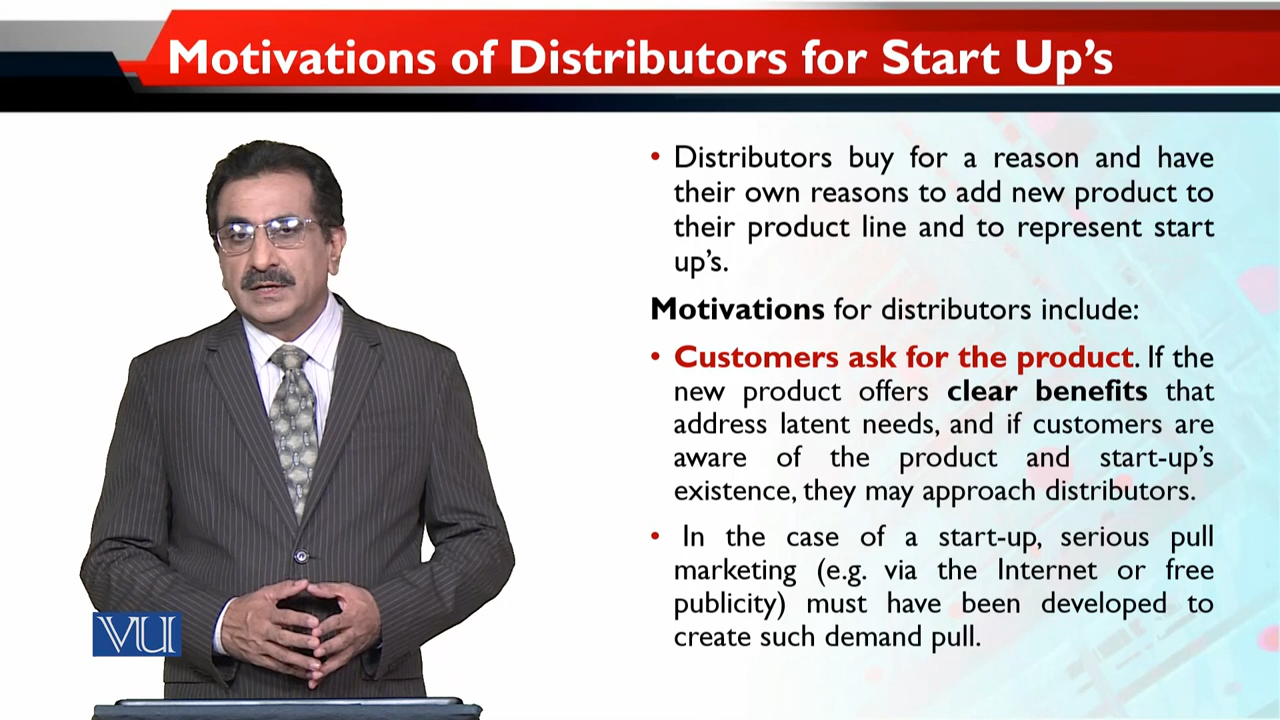 Motivations of Distributors for Start Up’s
• Distributors buy for a reason and have
their own reasons to add new product to
their product line and to represent start
up’s.
Motivations for distributors include:
• Customers ask for the product. If the
new product offers clear benefits that
address latent needs, and if customers are
aware of the product and start-up’s
existence, they may approach distributors.
• In the case of a start-up, serious pull
marketing (e.g. via the Internet or free
publicity) must have been developed to
create such demand pull.
VU